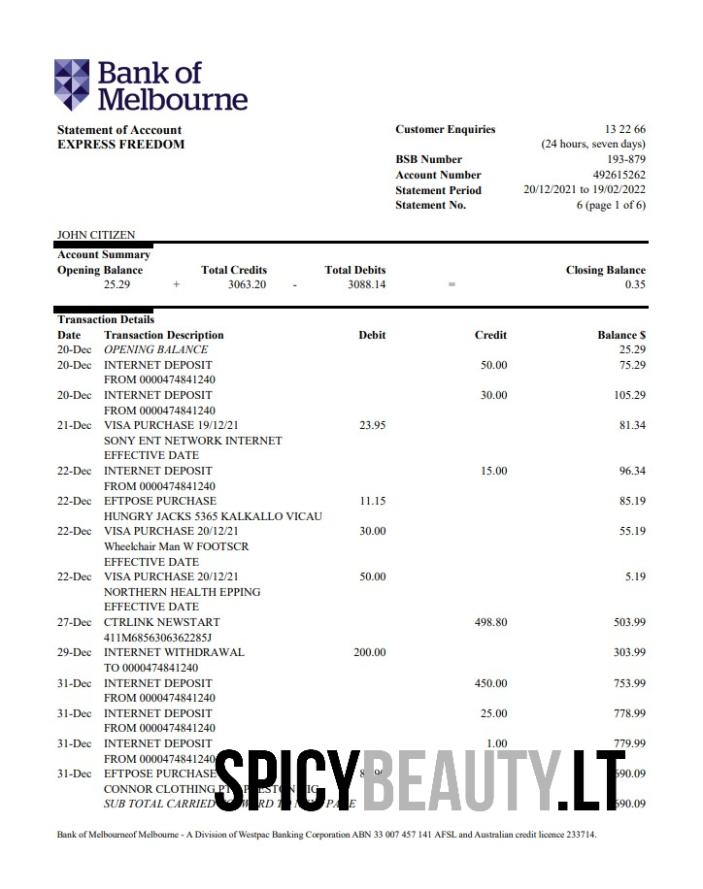 Bank of
Melbourne
Statement of Acccount
EXPRESS FREEDOM
Customer Enquiries 13 22 66
(24 hours, seven days)
BSB Number 193-879
Account Number 492615262
Statement Period 20/12/2021 to 19/02/2022
Statement No. 6 (page 1 of 6)
JOHN CITIZEN
Account Summary
Opening Balance Total Credits Total Debits Closing Balance
25.29 + 3063.20 - 3088.14 = 0.35
Transaction Details
Date Transaction Description Debit Credit Balance $
20-Dec OPENING BALANCE 25.29
20-Dec INTERNET DEPOSIT 50.00 75.29
FROM 0000474841240
20-Dec INTERNET DEPOSIT 30.00 105.29
FROM 0000474841240
21-Dec VISA PURCHASE 19/12/21 23.95 81.34
SONY ENT NETWORK INTERNET
EFFECTIVE DATE
22-Dec INTERNET DEPOSIT 15.00 96.34
FROM 0000474841240
22-Dec EFTPOSE PURCHASE 11.15 85.19
HUNGRY JACKS 5365 KALKALLO VICAU
22-Dec VISA PURCHASE 20/12/21 30.00 55.19
Wheelchair Man W FOOTSCR
EFFECTIVE DATE
22-Dec VISA PURCHASE 20/12/21 50.00 5.19
NORTHERN HEALTH EPPING
EFFECTIVE DATE
27-Dec CTRLINK NEWSTART 498.80 503.99
411M6856306362285J
29-Dec INTERNET WITHDRAWAL 200.00 303.99
TO 0000474841240
31-Dec INTERNET DEPOSIT 450.00 753.99
FROM 0000474841240
31-Dec INTERNET DEPOSIT 25.00 778.99
FROM 0000474841240
31-Dec INTERNET DEPOSIT 1.00 779.99
FROM 0000474841240
31-Dec EFTPOSE PURCHASE 690.09
CONNOR CLOTHING
SUB TOTAL CARRIED PAGE 690.09
SPICYBEAUTY.LT
Bank of Melbourneof Melbourne - A Division of Westpac Banking Corporation ABN 33 007 457 141 AFSL and Australian credit licence 233714.